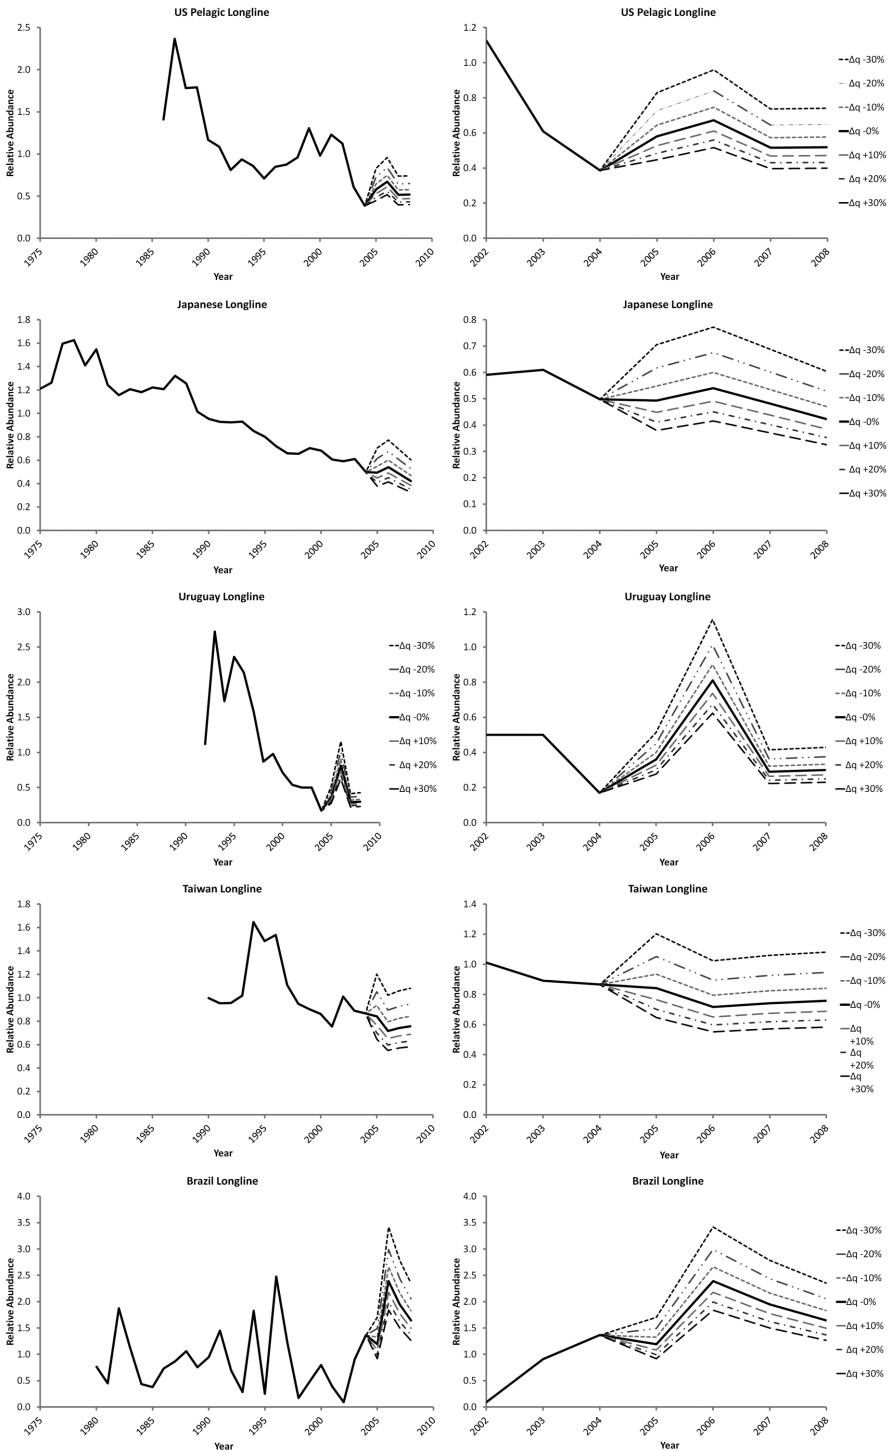 US Pelagic Longline
Relative Abundance
2.5
2.0
1.5
1.0
0.5
0.0
1975
1980
1985
1990
1995
2000
2005
2010
Year
US Pelagic Longline
Relative Abundance
1.2
1.0
0.8
0.6
0.4
0.2
0.0
2002
2003
2004
2005
2006
2007
2008
Year
Δq -30%
Δq -20%
Δq -10%
Δq -0%
Δq +10%
Δq +20%
Δq +30%
Japanese Longline
Relative Abundance
1.8
1.6
1.4
1.2
1.0
0.8
0.6
0.4
0.2
0.0
1975
1980
1985
1990
1995
2000
2005
2010
Year
Japanese Longline
Relative Abundance
0.8
0.7
0.6
0.5
0.4
0.3
0.2
0.1
0.0
2002
2003
2004
2005
2006
2007
2008
Year
Δq -30%
Δq -20%
Δq -10%
Δq -0%
Δq +10%
Δq +20%
Δq +30%
Uruguay Longline
Relative Abundance
3.0
2.5
2.0
1.5
1.0
0.5
0.0
1975
1980
1985
1990
1995
2000
2005
2010
Year
Δq -30%
Δq -20%
Δq -10%
Δq -0%
Δq +10%
Δq +20%
Δq +30%
Uruguay Longline
Relative Abundance
1.2
1.0
0.8
0.6
0.4
0.2
0.0
2002
2003
2004
2005
2006
2007
2008
Year
Δq -30%
Δq -20%
Δq -10%
Δq -0%
Δq +10%
Δq +20%
Δq +30%
Taiwan Longline
Relative Abundance
1.8
1.6
1.4
1.2
1.0
0.8
0.6
0.4
0.2
0.0
1975
1980
1985
1990
1995
2000
2005
2010
Year
Taiwan Longline
Relative Abundance
1.4
1.2
1.0
0.8
0.6
0.4
0.2
0.0
2002
2003
2004
2005
2006
2007
2008
Year
Δq -30%
Δq -20%
Δq -10%
Δq -0%
Δq
+10%
Δq
+20%
Δq
+30%
Brazil Longline
Relative Abundance
4.0
3.5
3.0
2.5
2.0
1.5
1.0
0.5
0.0
1975
1980
1985
1990
1995
2000
2005
2010
Year
Brazil Longline
Relative Abundance
4.0
3.5
3.0
2.5
2.0
1.5
1.0
0.5
0.0
2002
2003
2004
2005
2006
2007
2008
Year
Δq -30%
Δq -20%
Δq -10%
Δq -0%
Δq +10%
Δq +20%
Δq +30%